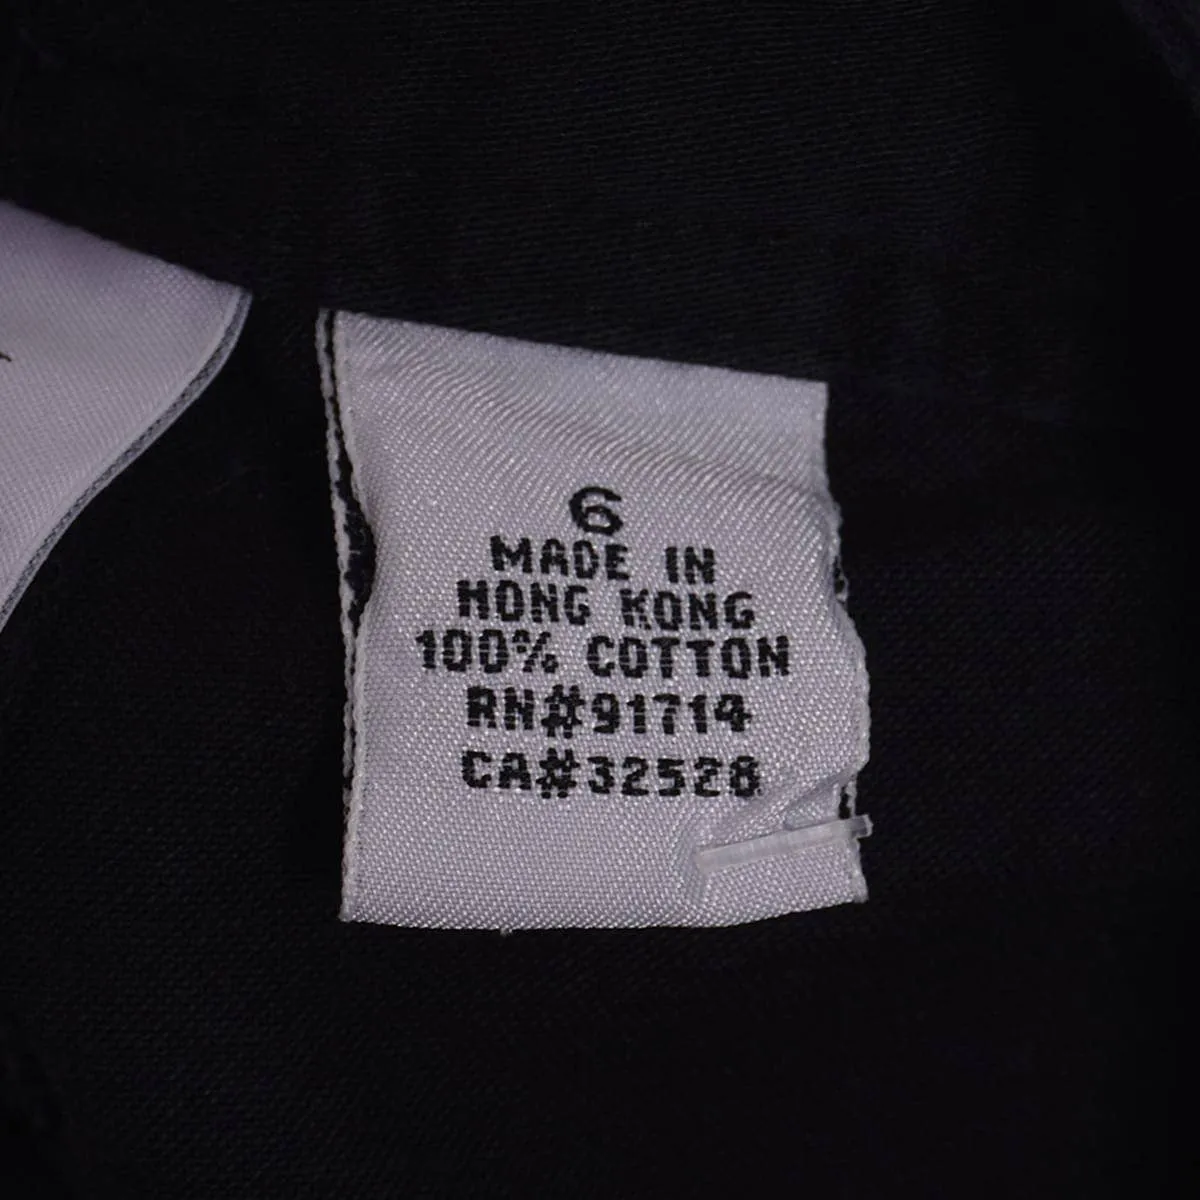 6
MADE IN
HONG KONG
100% COTTON
RN#91714
CA#32528